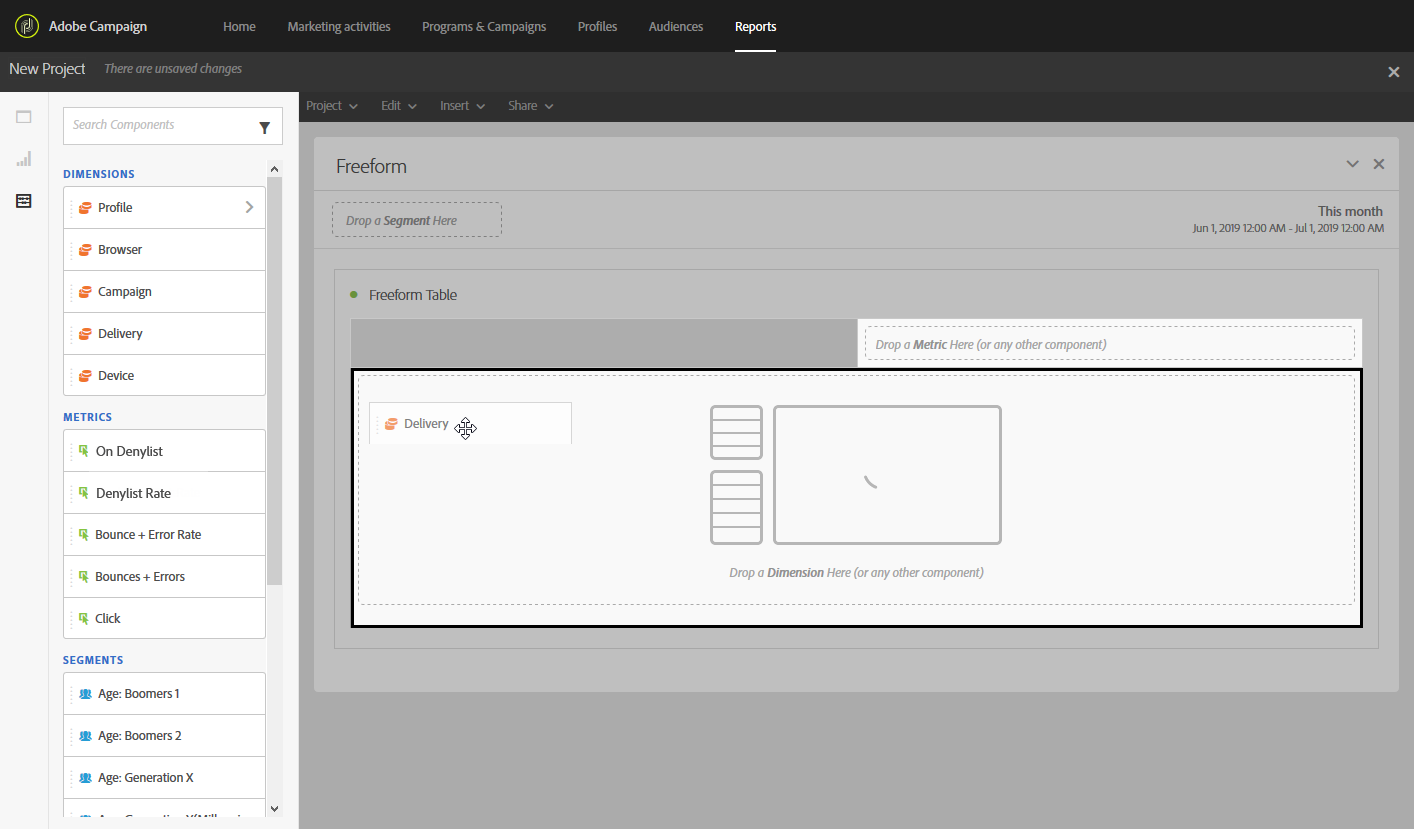 Adobe Campaign
Home
Marketing activities
Programs & Campaigns
Profiles
Audiences
Reports
New Project
There are unsaved changes
Project
Edit
Insert
Share
Search Components
DIMENSIONS
Profile
Browser
Campaign
Delivery
Device
METRICS
On Denylist
Denylist Rate
Bounce + Error Rate
Bounces + Errors
Click
SEGMENTS
Age: Boomers 1
Age: Boomers 2
Age: Generation X
Freeform
Drop a Segment Here
This month
Jun 1, 2019 12:00 AM - Jul 1, 2019 12:00 AM
Freeform Table
Drop a Metric Here (or any other component)
Delivery
Drop a Dimension Here (or any other component)